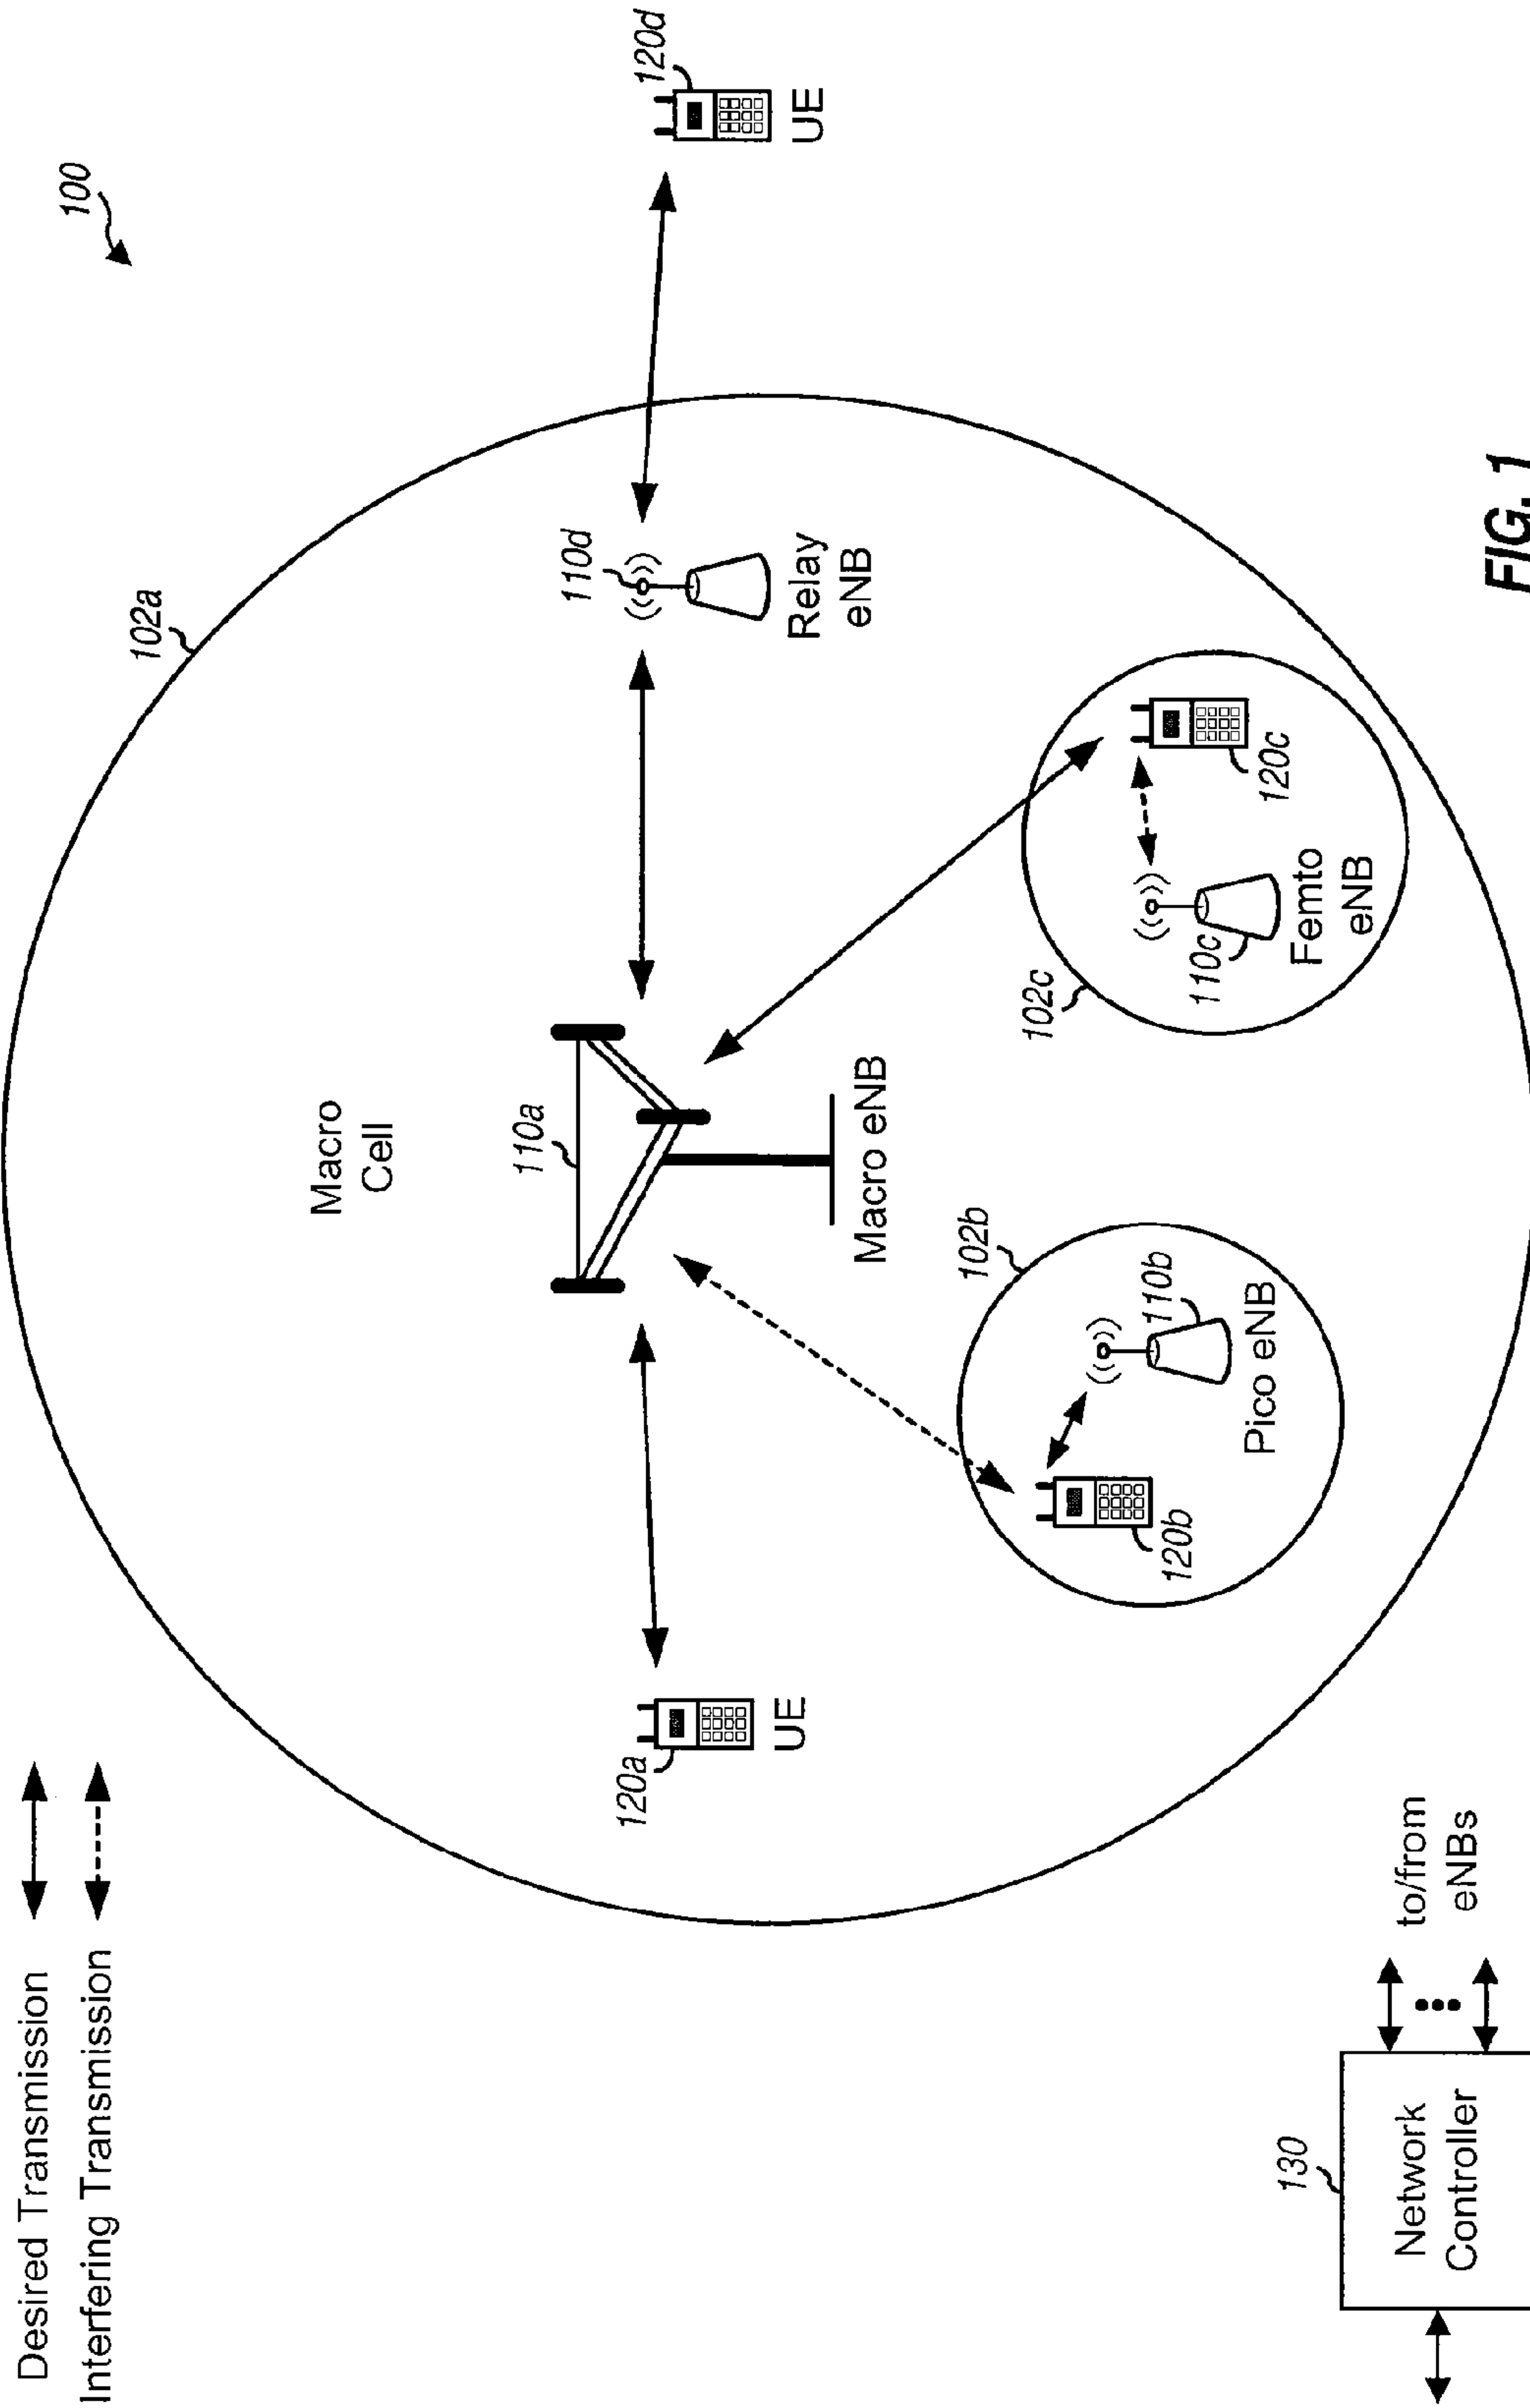 Desired Transmission
Interfering Transmission
100
102a
Macro
Cell
110a
110d
120d
120a
UE
Macro eNB
Relay
eNB
UE
102b
110b
120b
Pico eNB
102c
110c
120c
Femto
eNB
130
Network
Controller
to/from
eNBs
FIG. 1